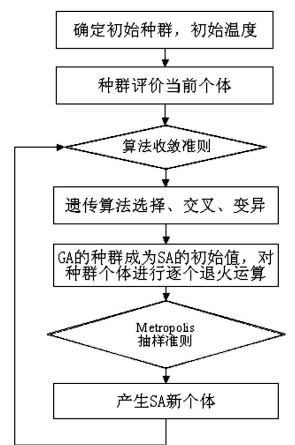 确定初始种群，初始温度
种群评价当前个体
算法收敛准则
遗传算法选择、交叉、变异
GA的种群成为SA的初始值，对
种群个体进行逐个退火运算
Metropolis
抽样准则
产生SA新个体